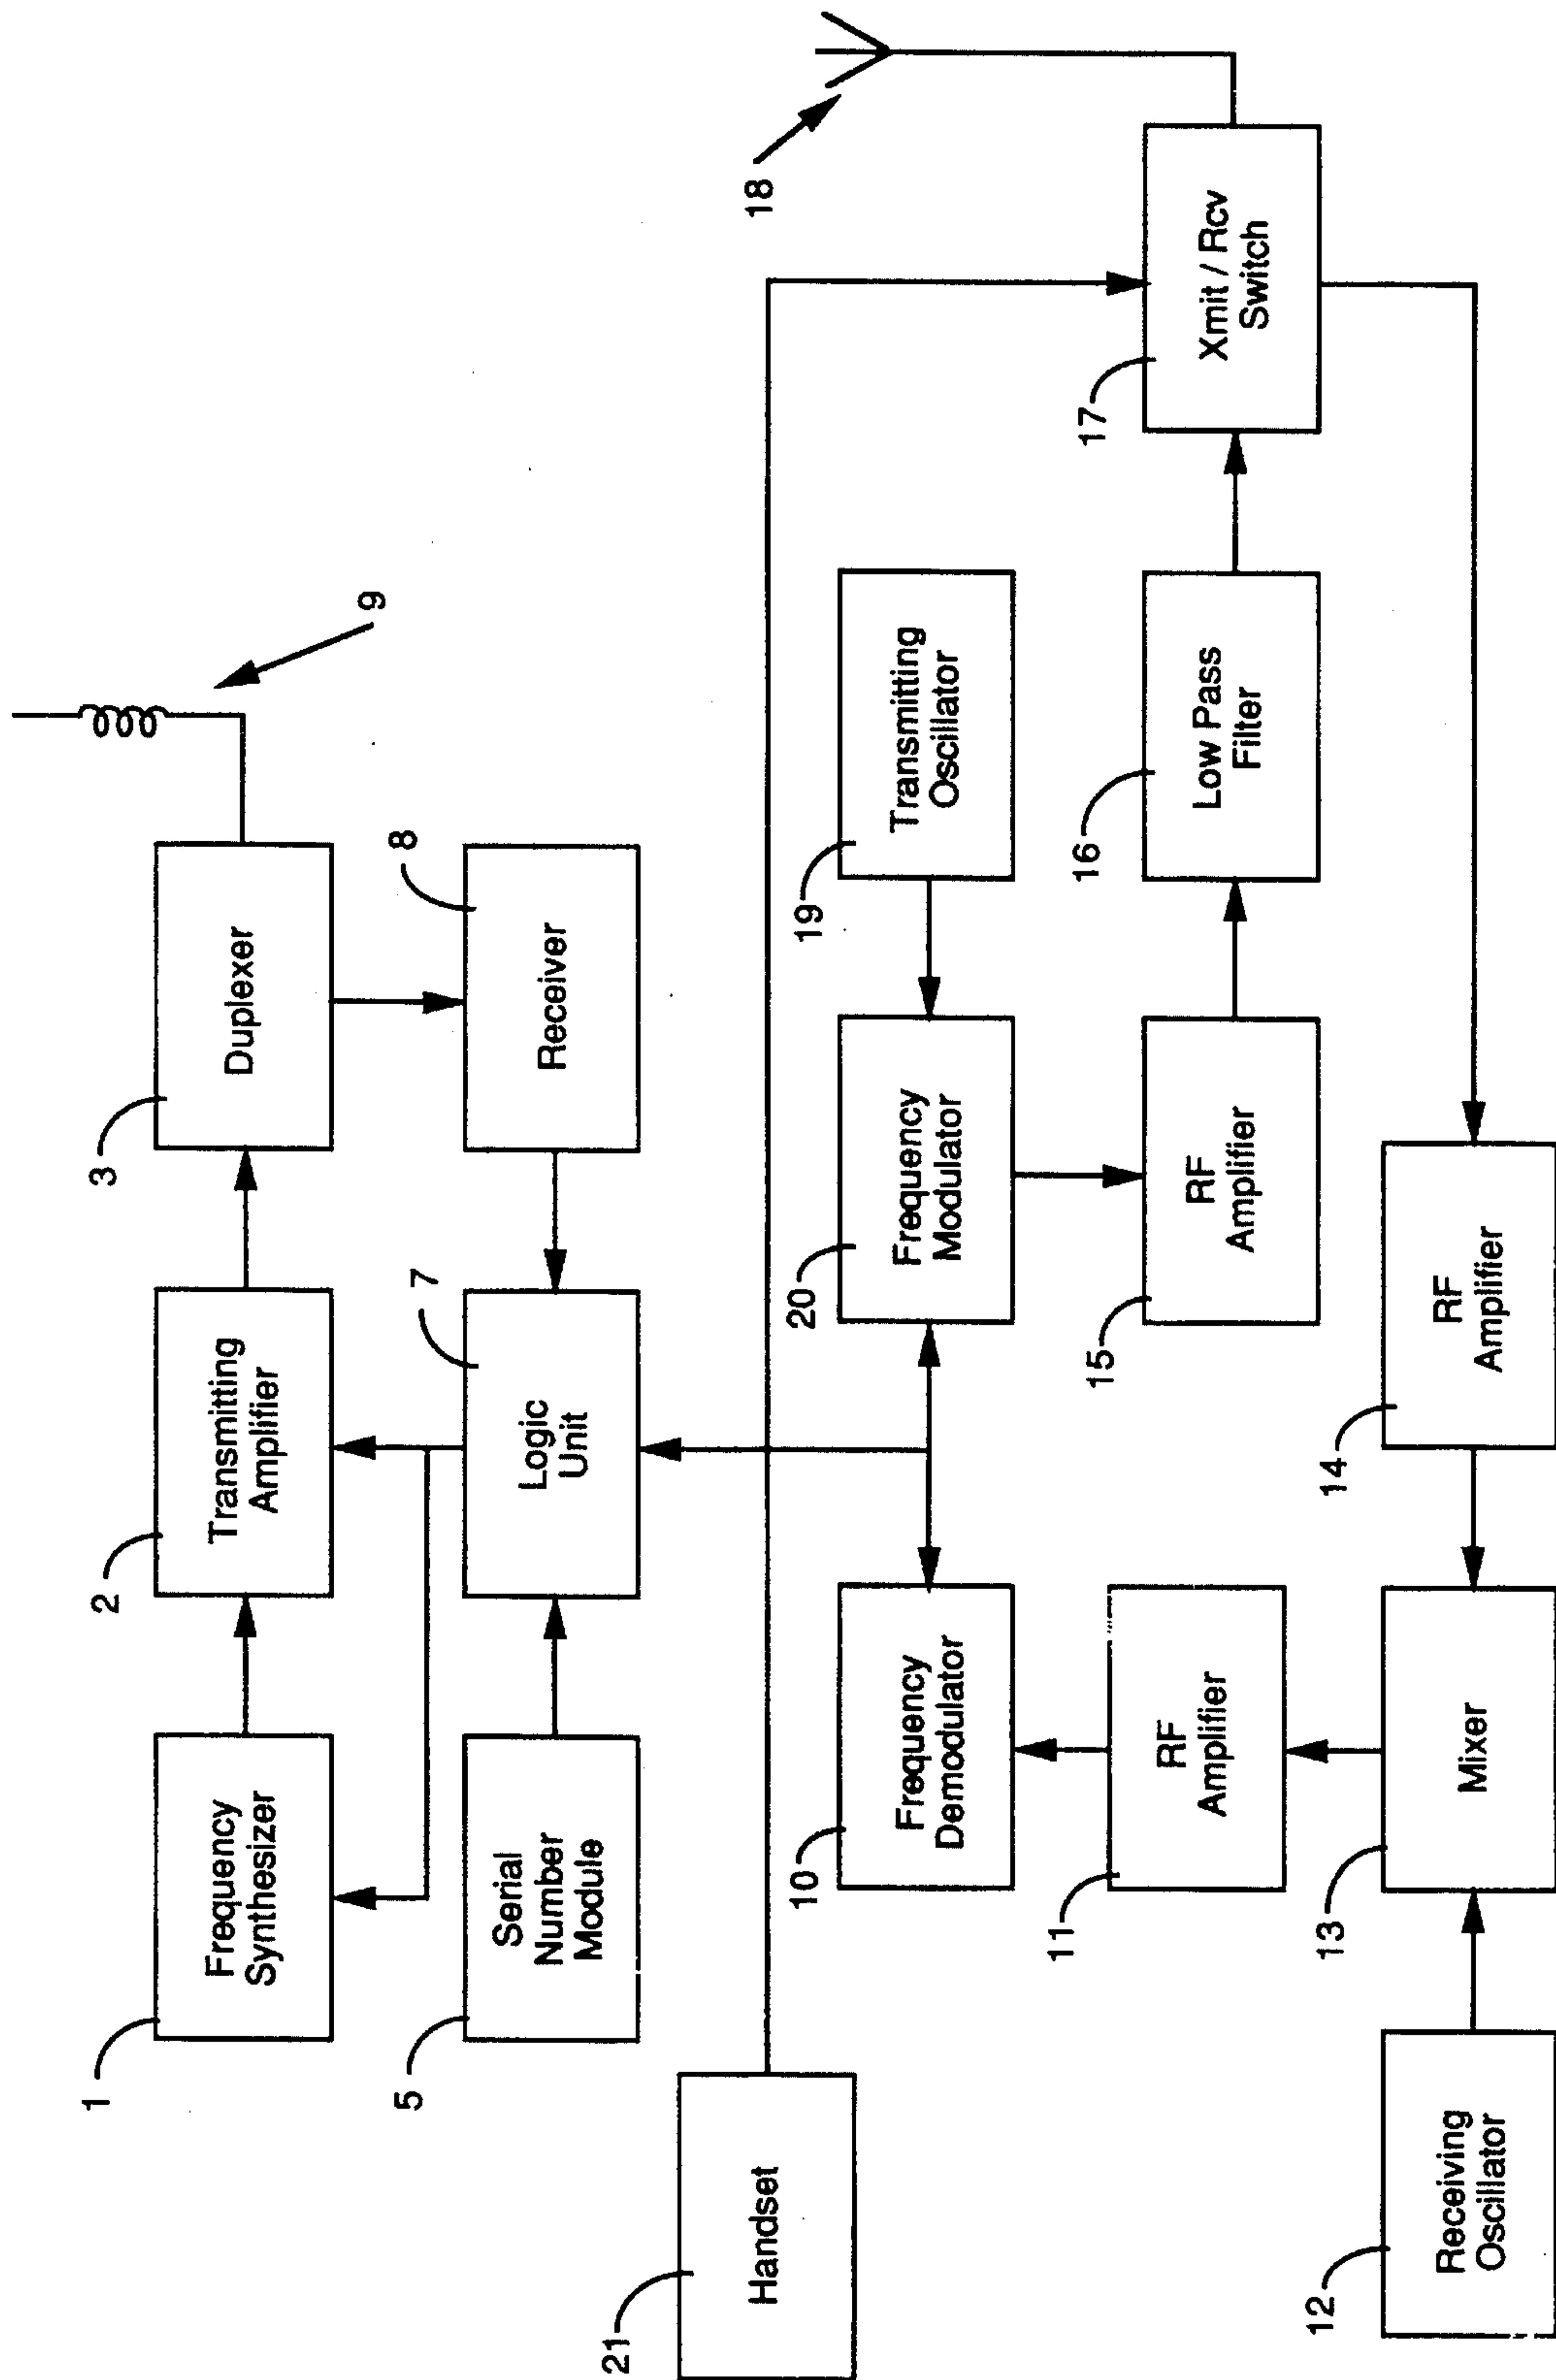 1
Frequency
Synthesizer
2
Transmitting
Amplifier
3
Duplexer
9
5
Serial
Number
Module
7
Logic
Unit
8
Receiver
21
Handset
18
10
Frequency
Demodulator
20
Frequency
Modulator
19
Transmitting
Oscillator
11
RF
Amplifier
15
RF
Amplifier
16
Low Pass
Filter
17
Xmit / Rcv
Switch
12
Receiving
Oscillator
13
Mixer
14
RF
Amplifier